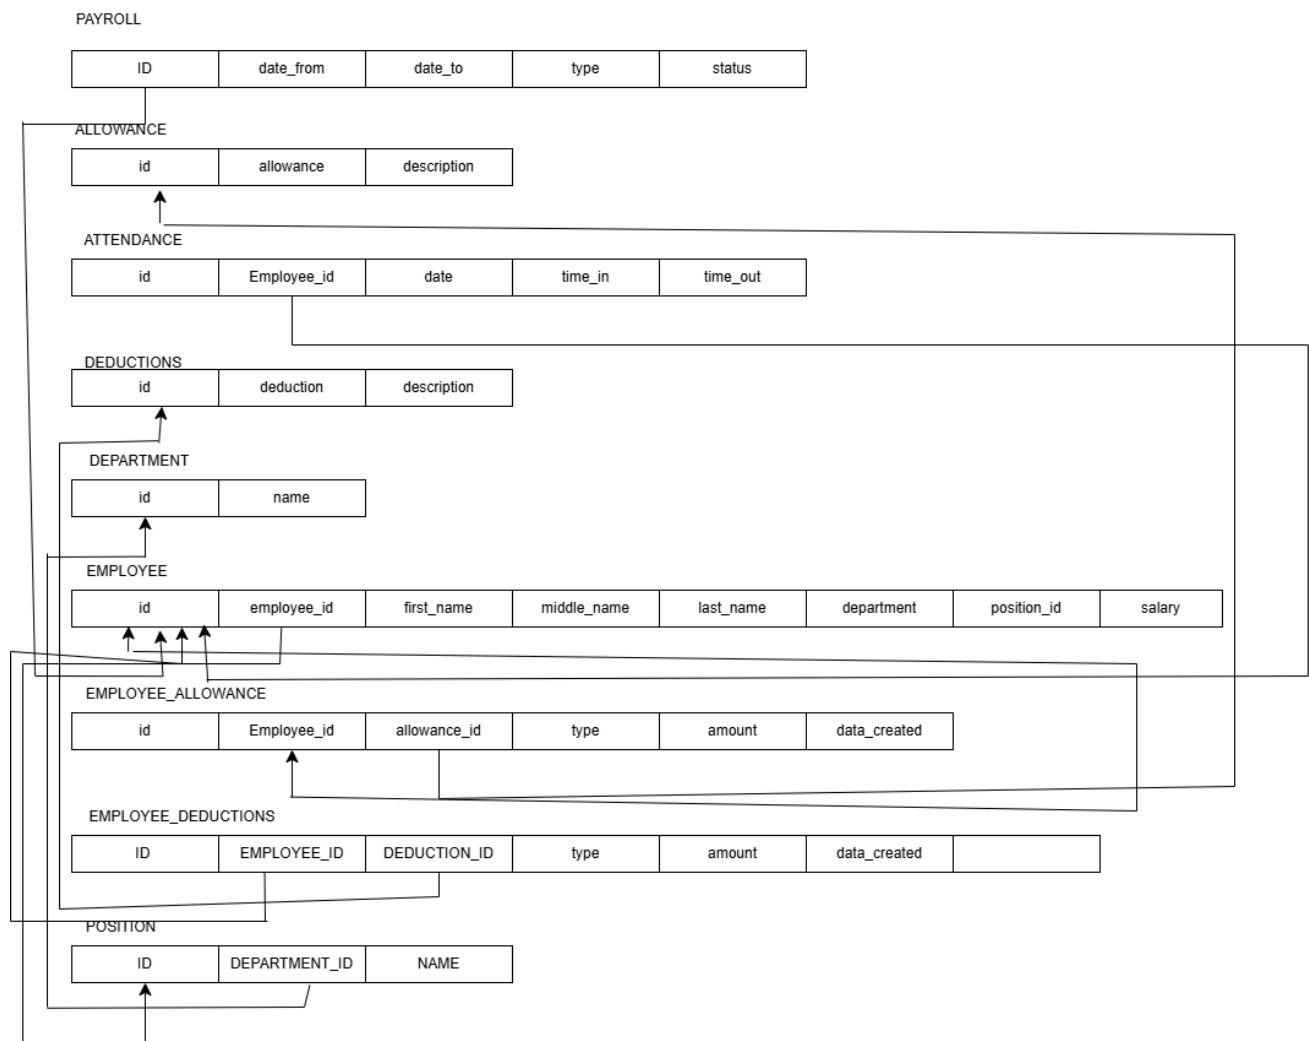 PAYROLL
ID date_from date_to type status
ALLOWANCE
id allowance description
ATTENDANCE
id Employee_id date time_in time_out
DEDUCTIONS
id deduction description
DEPARTMENT
id name
EMPLOYEE
id employee_id first_name middle_name last_name department position_id salary
EMPLOYEE_ALLOWANCE
id Employee_id allowance_id type amount data_created
EMPLOYEE_DEDUCTIONS
ID EMPLOYEE_ID DEDUCTION_ID type amount data_created
POSITION
ID DEPARTMENT_ID NAME